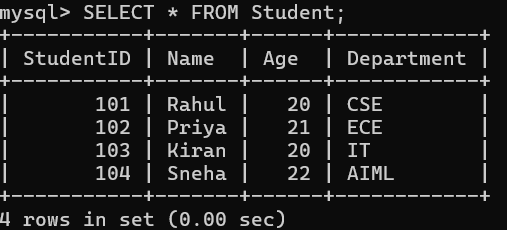 mysql> SELECT * FROM Student;
+-----------+-------+------+------------+
| StudentID | Name  | Age  | Department |
+-----------+-------+------+------------+
|       101 | Rahul |   20 | CSE        |
|       102 | Priya |   21 | ECE        |
|       103 | Kiran |   20 | IT         |
|       104 | Sneha |   22 | AIML       |
+-----------+-------+------+------------+
4 rows in set (0.00 sec)